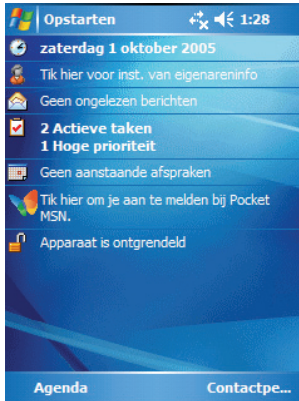 Opstarten 1:28
zaterdag 1 oktober 2005
Tik hier voor inst. van eigenareninfo
Geen ongelezen berichten
2 Actieve taken
1 Hoge prioriteit
Geen aanstaande afspraken
Tik hier om je aan te melden bij Pocket
MSN.
Apparaat is ontgrendeld
Agenda Contactpe...